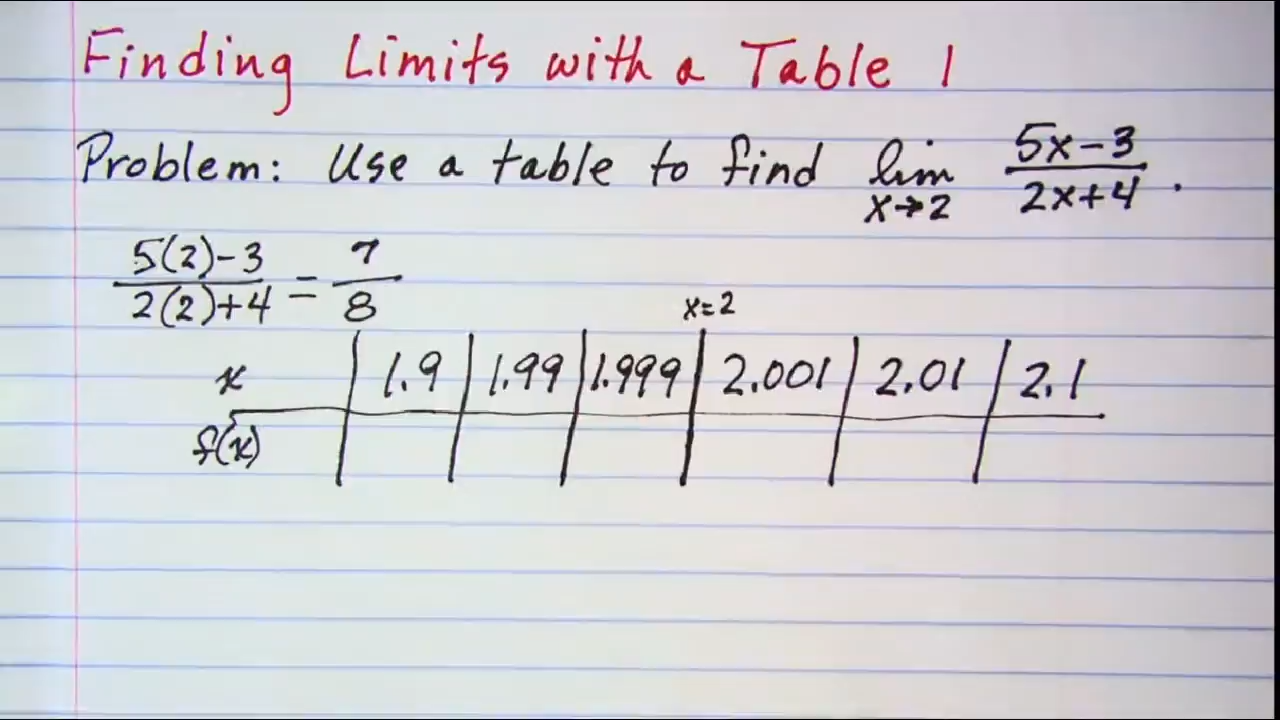 Finding Limits with a Table 1
Problem: Use a table to find lim x→2 (5x-3)/(2x+4).
(5(2)-3)/(2(2)+4) = 7/8
x=2
x | 1.9 | 1.99 | 1.999 | 2.001 | 2.01 | 2.1
f(x)